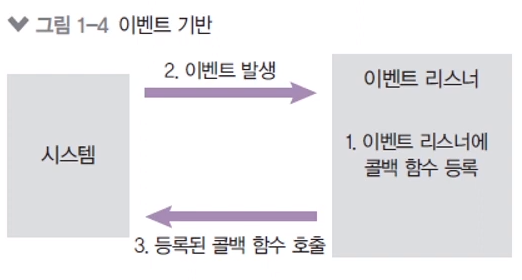 그림 1-4 이벤트 기반
2. 이벤트 발생
시스템
이벤트 리스너
1. 이벤트 리스너에
콜백 함수 등록
3. 등록된 콜백 함수 호출